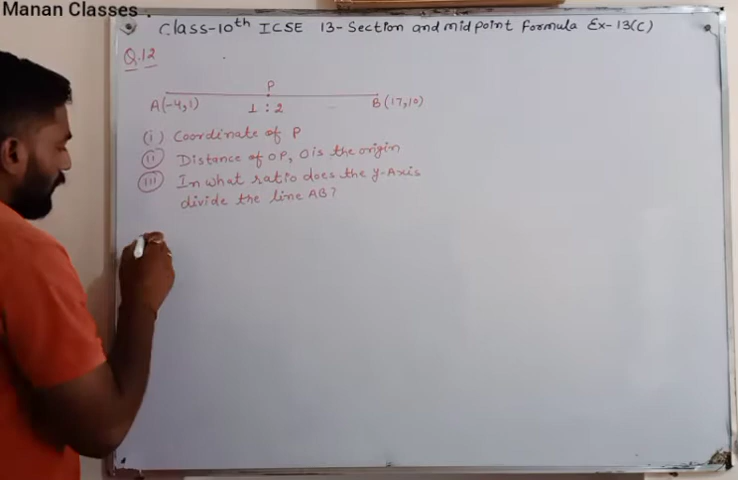 Manan Classes .
Class-10th ICSE 13- Section and midpoint formula Ex-13(C)
Q.12
P
A(-4,1) 1 : 2 B(17,10)
(i) Coordinate of P
(ii) Distance of OP, O is the origin
(iii) In what ratio does the y-Axis
divide the line AB?